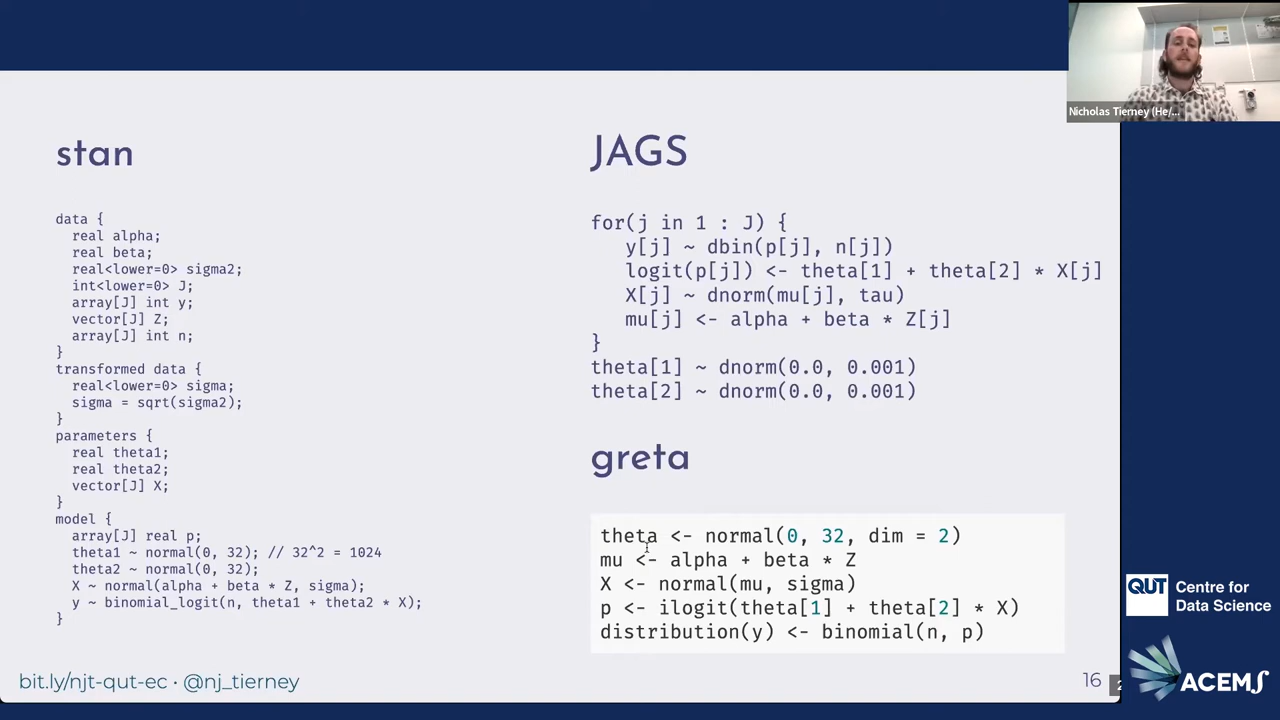 stan
data {
  real alpha;
  real beta;
  real<lower=0> sigma2;
  int<lower=0> J;
  array[J] int y;
  vector[J] Z;
  array[J] int n;
}
transformed data {
  real<lower=0> sigma;
  sigma = sqrt(sigma2);
}
parameters {
  real theta1;
  real theta2;
  vector[J] X;
}
model {
  array[J] real p;
  theta1 ~ normal(0, 32); // 32^2 = 1024
  theta2 ~ normal(0, 32);
  X ~ normal(alpha + beta * Z, sigma);
  y ~ binomial_logit(n, theta1 + theta2 * X);
}
JAGS
for(j in 1 : J) {
   y[j] ~ dbin(p[j], n[j])
   logit(p[j]) <- theta[1] + theta[2] * X[j]
   X[j] ~ dnorm(mu[j], tau)
   mu[j] <- alpha + beta * Z[j]
}
theta[1] ~ dnorm(0.0, 0.001)
theta[2] ~ dnorm(0.0, 0.001)
greta
theta <- normal(0, 32, dim = 2)
mu <- alpha + beta * Z
X <- normal(mu, sigma)
p <- ilogit(theta[1] + theta[2] * X)
distribution(y) <- binomial(n, p)
bit.ly/njt-qut-ec · @nj_tierney
16
Nicholas Tierney (He/...
QUT Centre for
Data Science
ACEMS